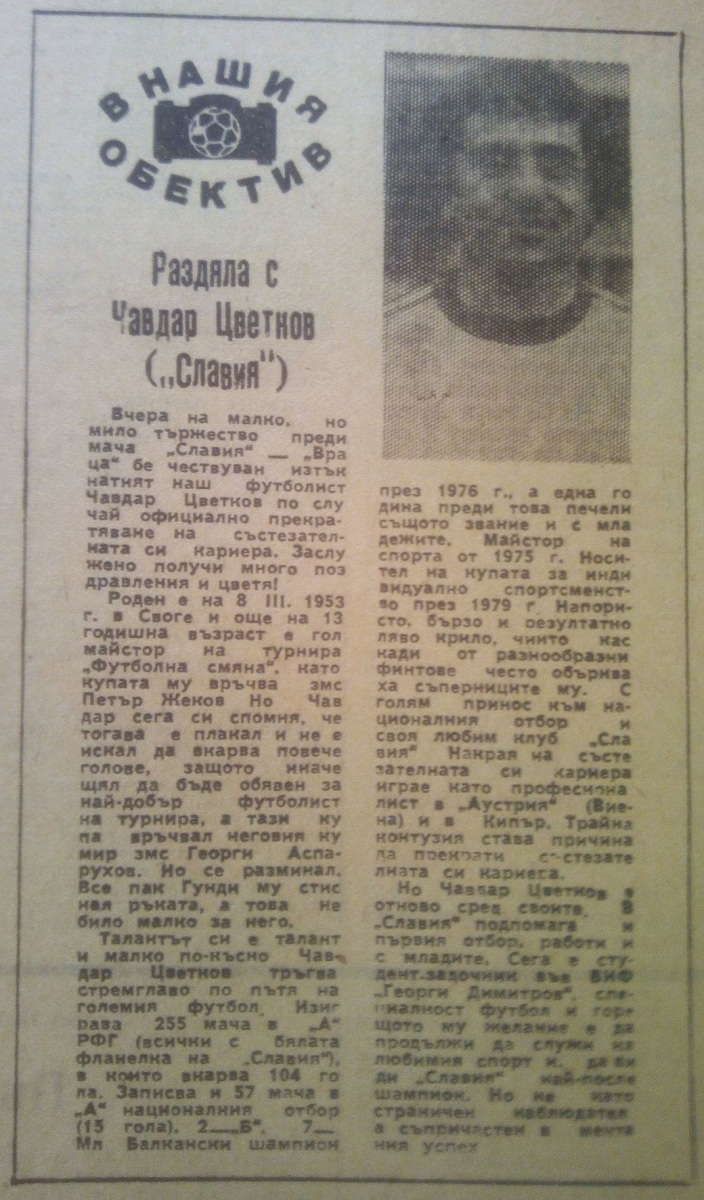 В НАШИЯ
ОБЕКТИВ
Раздяла с
Чавдар Цветков
(„Славия")
Вчера на малко, но
мило тържество преди
мача „Славия" — „Вра
ца" бе чествуван изтък
натият наш футболист
Чавдар Цветков по слу
чай официално прекра-
тяване на състезател-
ната си кариера. Заслу
жено получи много поз
дравления и цветя!
Роден е на 8 III. 1953
г. в Своге и още на 13
годишна възраст е гол
майстор на турнира
„Футболна смяна", като
купата му връчва змс
Петър Жеков Но Чав
дар сега си спомня, че
тогава е плакал и не е
искал да вкарва повече
голове, защото иначе
щял да бъде обявен за
най-добър футболист
на турнира, а тази ку
па връчвал неговия ку
мир змс Георги Аспа-
рухов. Но се разминал.
Все пак Гунди му стис
нал ръката, а това не
било малко за него.
Талантът си е талант
и малко по-късно Чав-
дар Цветков тръгва
стремглаво по пътя на
големия футбол. Изиг
рава 255 мача в „А"
РФГ (всички с бялата
фланелка на „Славия"),
в които вкарва 104 го
ла. Записва и 57 мача в
„А" националния отбор
(15 гола), 2—„Б", 7—
Мл Балкански шампион
през 1976 г., а една го
дина преди това печели
същото звание и с мла
дежите. Майстор на
спорта от 1975 г. Носи-
тел на купата за инди
видуално спортсменст-
во през 1979 г. Напори-
сто, бързо и резултатно
ляво крило, чиито кас
кади от разнообразни
финтове често обърква
ха съперниците му. С
голям принос към на-
ционалния отбор и
своя любим клуб „Сла
вия" Накрая на състе
зателната си кариера
играе като професиона
лист в „Аустрия" (Вие-
на) и в Кипър. Трайна
контузия става причина
да прекрати състезате
лната си кариера.
Но Чавдар Цветков е
отново сред своите. В
„Славия" подпомага и
първия отбор, работи и
с младите. Сега е сту-
дент-задочник във ВИФ
„Георги Димитров", спе-
циалност футбол и горе-
щото му желание е да
продължи да служи на
любимия спорт и да ви
ди „Славия" най-после
шампион. Но не като
страничен наблюдател
а съпричастен в мечта
ния успех